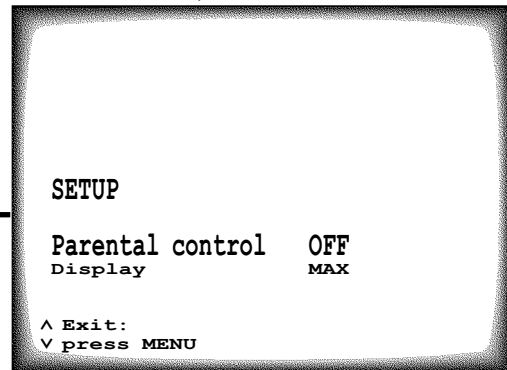 SETUP
Parental control OFF
Display MAX
∧ Exit:
∨ press MENU